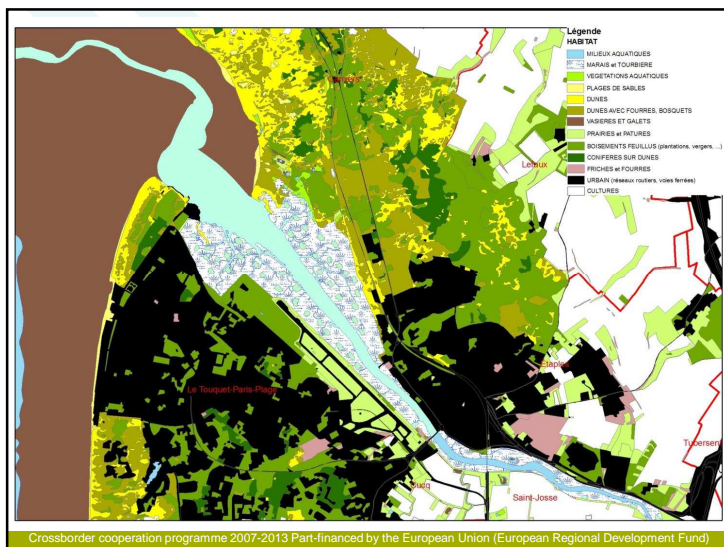 Légende
HABITAT
MILIEUX AQUATIQUES
MARAIS et TOURBIERE
VEGETATIONS AQUATIQUES
PLAGES DE SABLES
DUNES
DUNES AVEC FOURRES, BOSQUETS
VASIERES ET GALETS
PRAIRIES et PATURES
BOISEMENTS FEUILLUS (plantations, vergers, ...)
CONIFERES SUR DUNES
FRICHES et FOURRES
URBAIN (réseaux routiers, voies ferrées)
CULTURES
Lefaux
Etaples
Le Touquet-Paris-Plage
Tubersent
Cucq
Saint-Josse
Crossborder cooperation programme 2007-2013 Part-financed by the European Union (European Regional Development Fund)